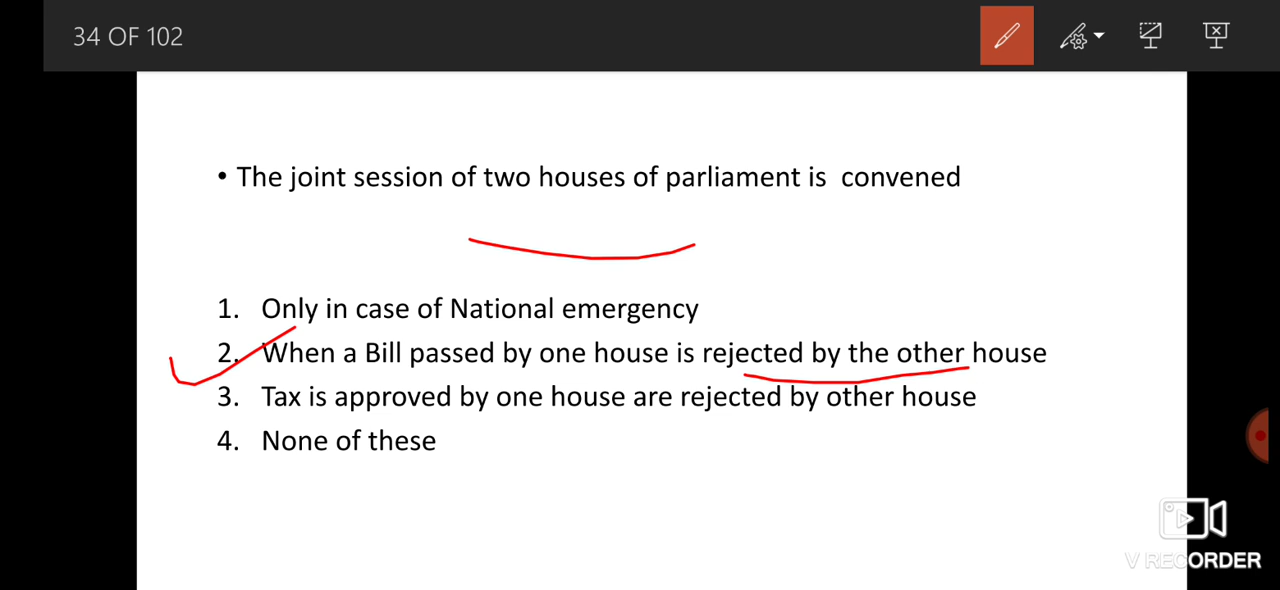 34 OF 102
• The joint session of two houses of parliament is convened
1. Only in case of National emergency
2. When a Bill passed by one house is rejected by the other house
3. Tax is approved by one house are rejected by other house
4. None of these
V RECORDER